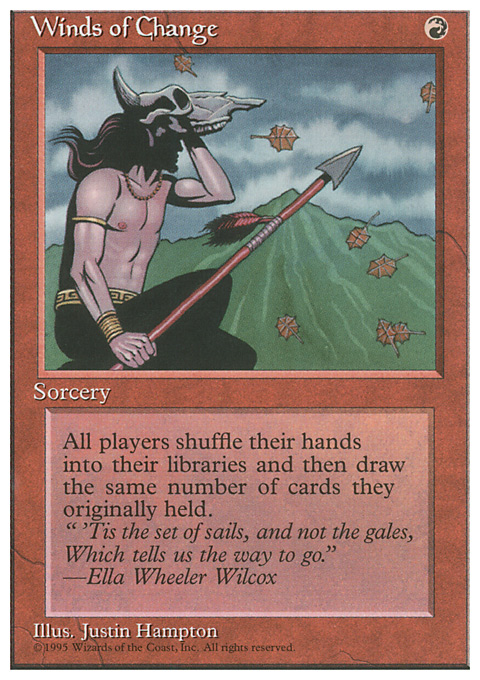 Winds of Change
Sorcery
All players shuffle their hands
into their libraries and then draw
the same number of cards they
originally held.
“ ’Tis the set of sails, and not the gales,
Which tells us the way to go.”
—Ella Wheeler Wilcox
Illus. Justin Hampton
©1995 Wizards of the Coast, Inc. All rights reserved.